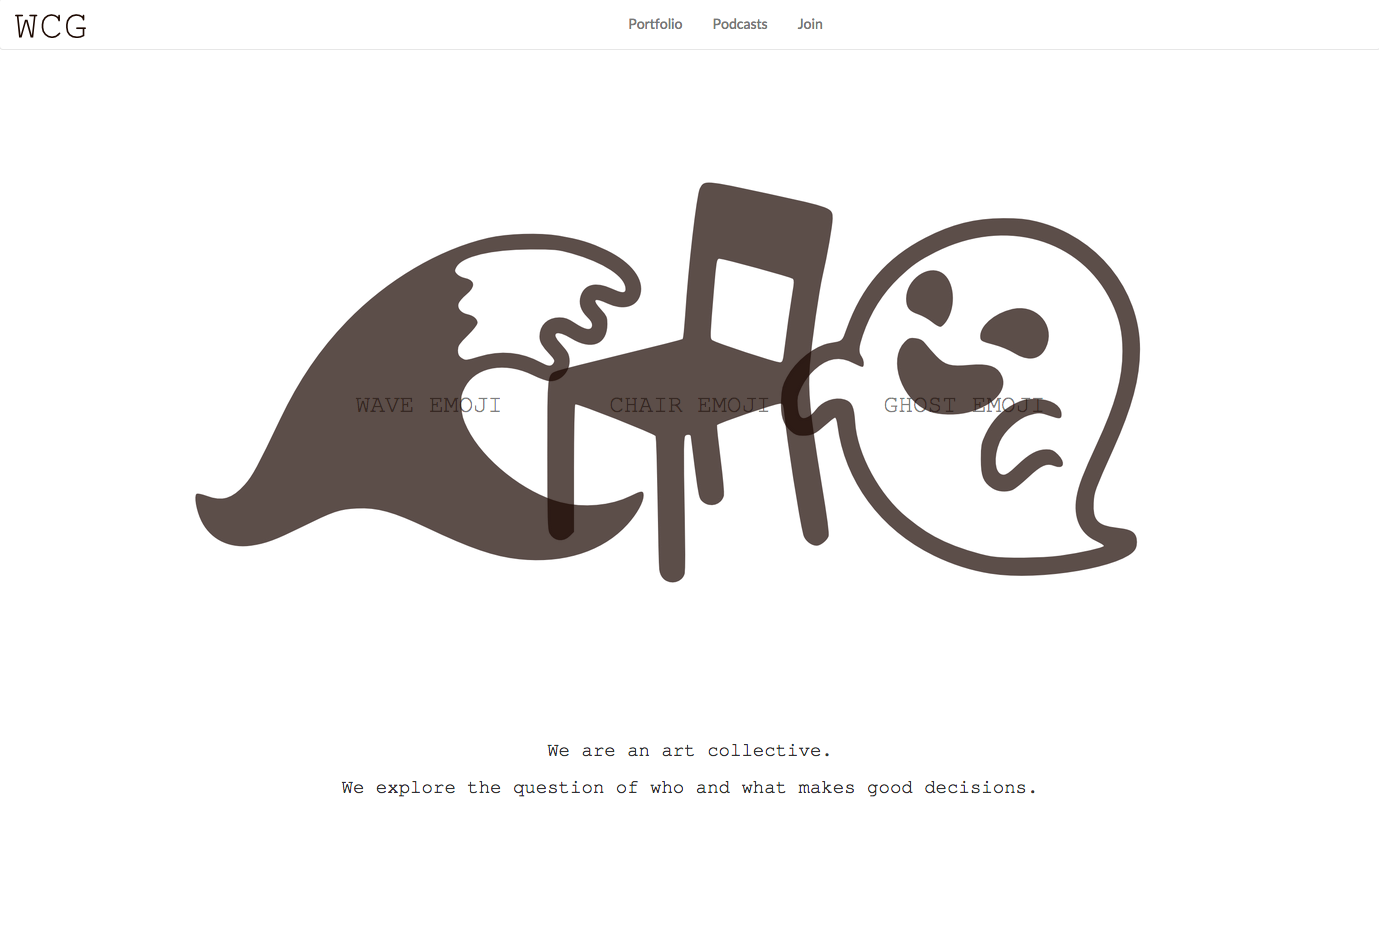 WCG
Portfolio Podcasts Join
WAVE EMOJI CHAIR EMOJI GHOST EMOJI
We are an art collective.
We explore the question of who and what makes good decisions.